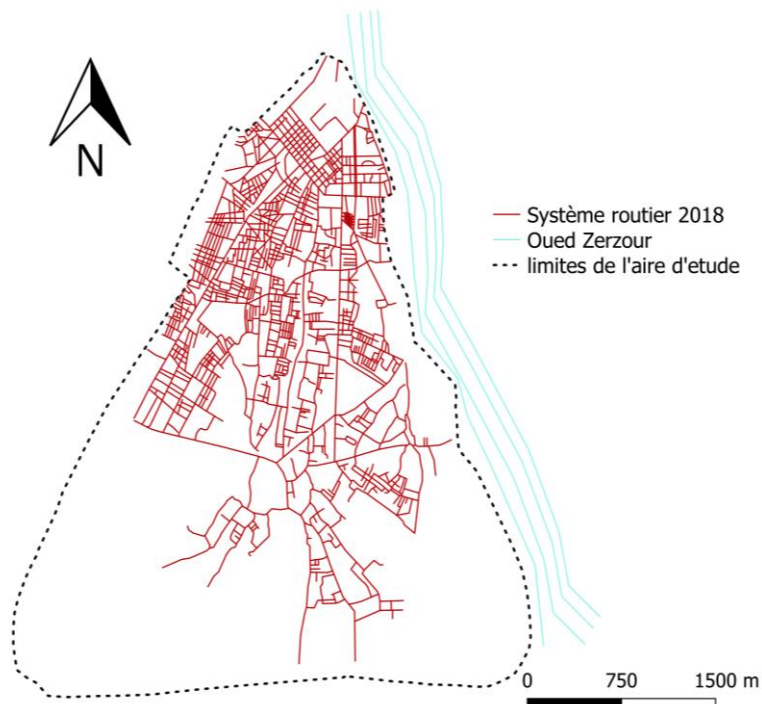 N
Système routier 2018
Oued Zerzour
limites de l'aire d'etude
0 750 1500 m